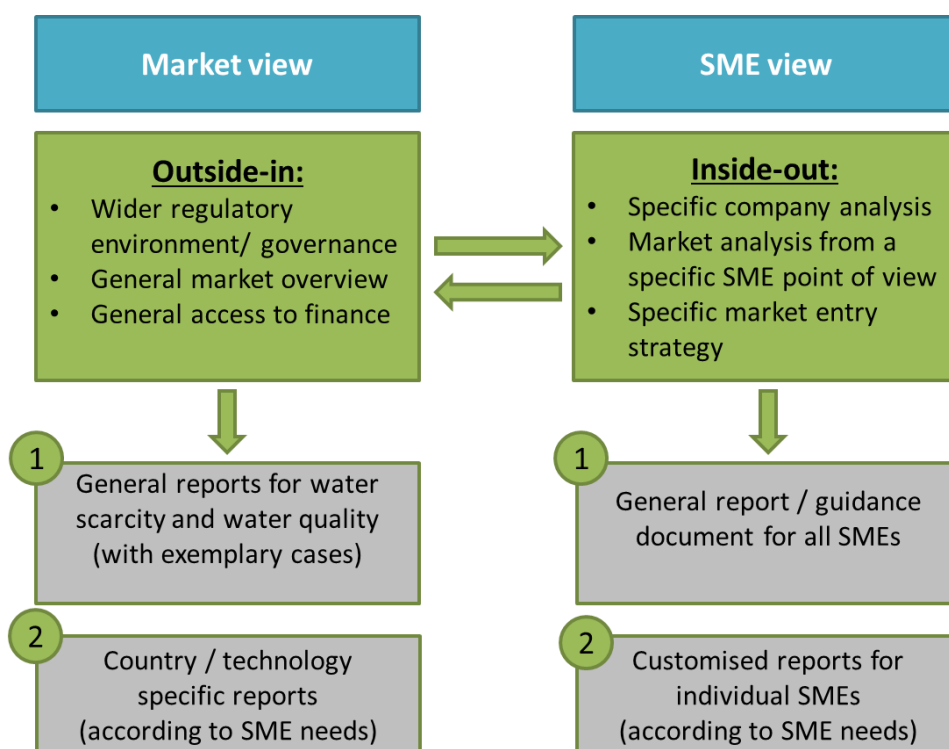 Market view
SME view
Outside-in:
• Wider regulatory
environment/ governance
• General market overview
• General access to finance
Inside-out:
• Specific company analysis
• Market analysis from a
specific SME point of view
• Specific market entry
strategy
1
General reports for water
scarcity and water quality
(with exemplary cases)
1
General report / guidance
document for all SMEs
2
Country / technology
specific reports
(according to SME needs)
2
Customised reports for
individual SMEs
(according to SME needs)